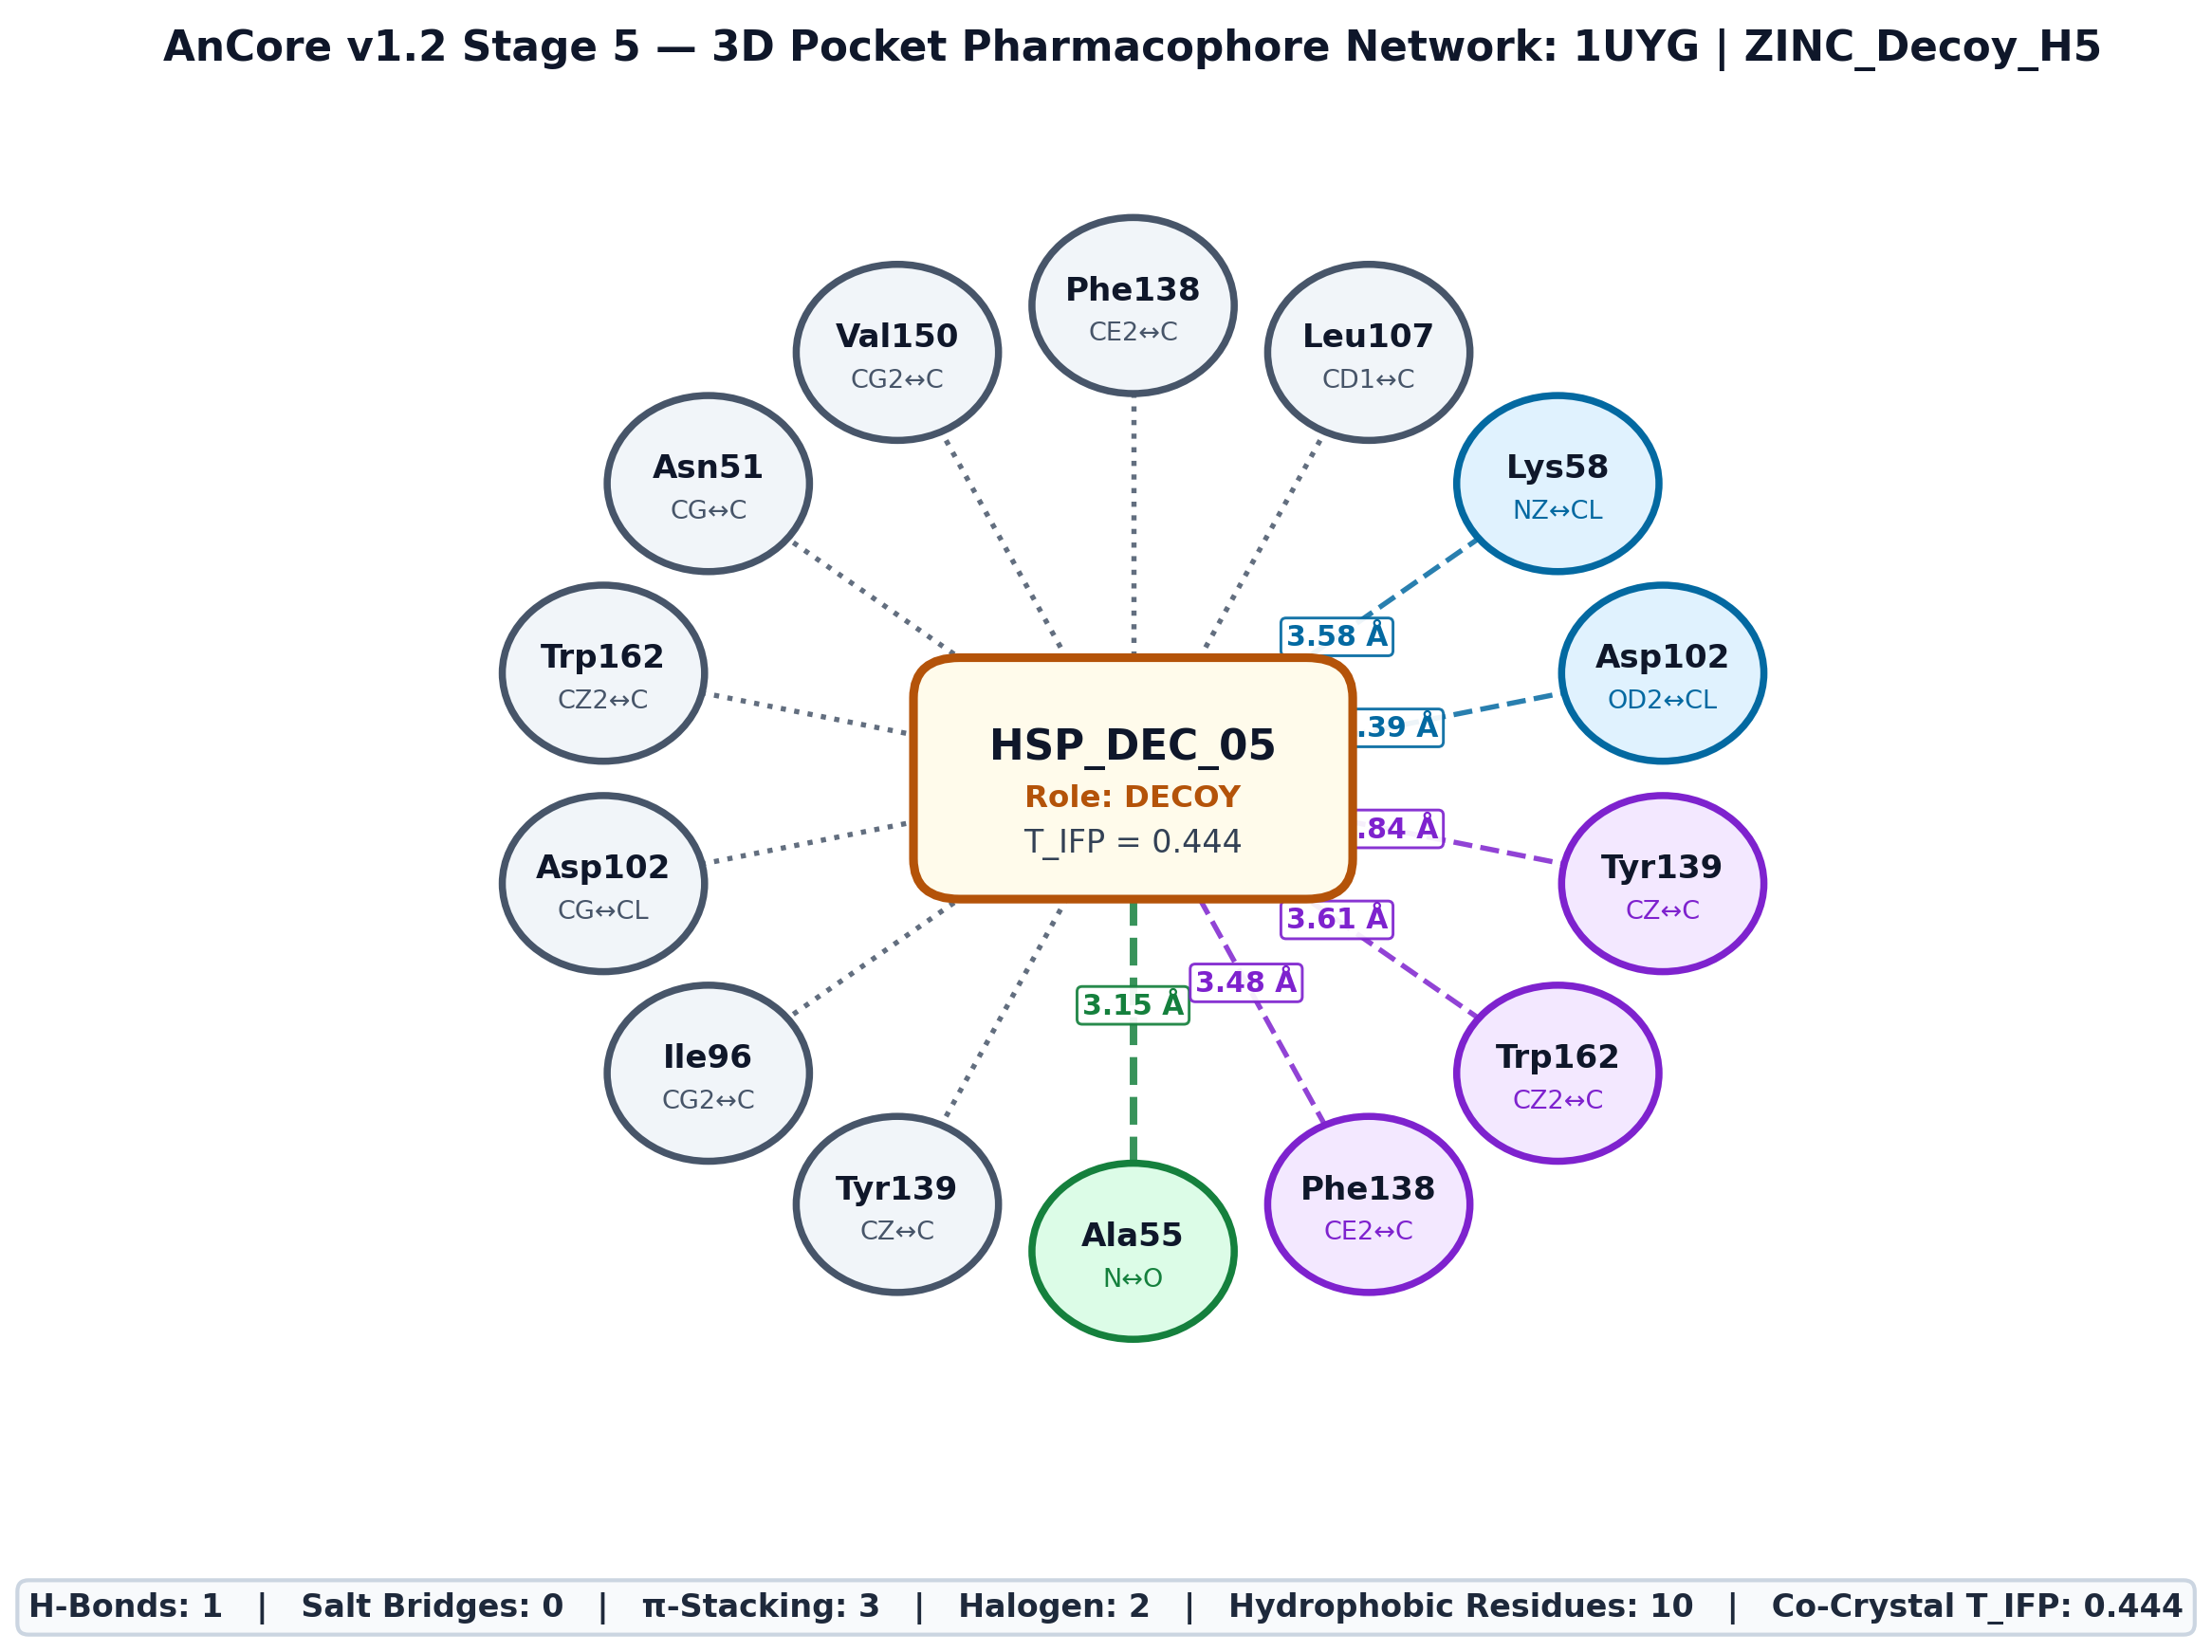 AnCore v1.2 Stage 5 — 3D Pocket Pharmacophore Network: 1UYG | ZINC_Decoy_H5
Phe138
CE2↔C
Val150
CG2↔C
Leu107
CD1↔C
Asn51
CG↔C
Lys58
NZ↔CL
Trp162
CZ2↔C
3.58 Å
Asp102
OD2↔CL
.39 Å
HSP_DEC_05
Role: DECOY
T_IFP = 0.444
.84 Å
Asp102
CG↔CL
Tyr139
CZ↔C
3.61 Å
3.48 Å
3.15 Å
Ile96
CG2↔C
Trp162
CZ2↔C
Tyr139
CZ↔C
Phe138
CE2↔C
Ala55
N↔O
H-Bonds: 1 | Salt Bridges: 0 | π-Stacking: 3 | Halogen: 2 | Hydrophobic Residues: 10 | Co-Crystal T_IFP: 0.444